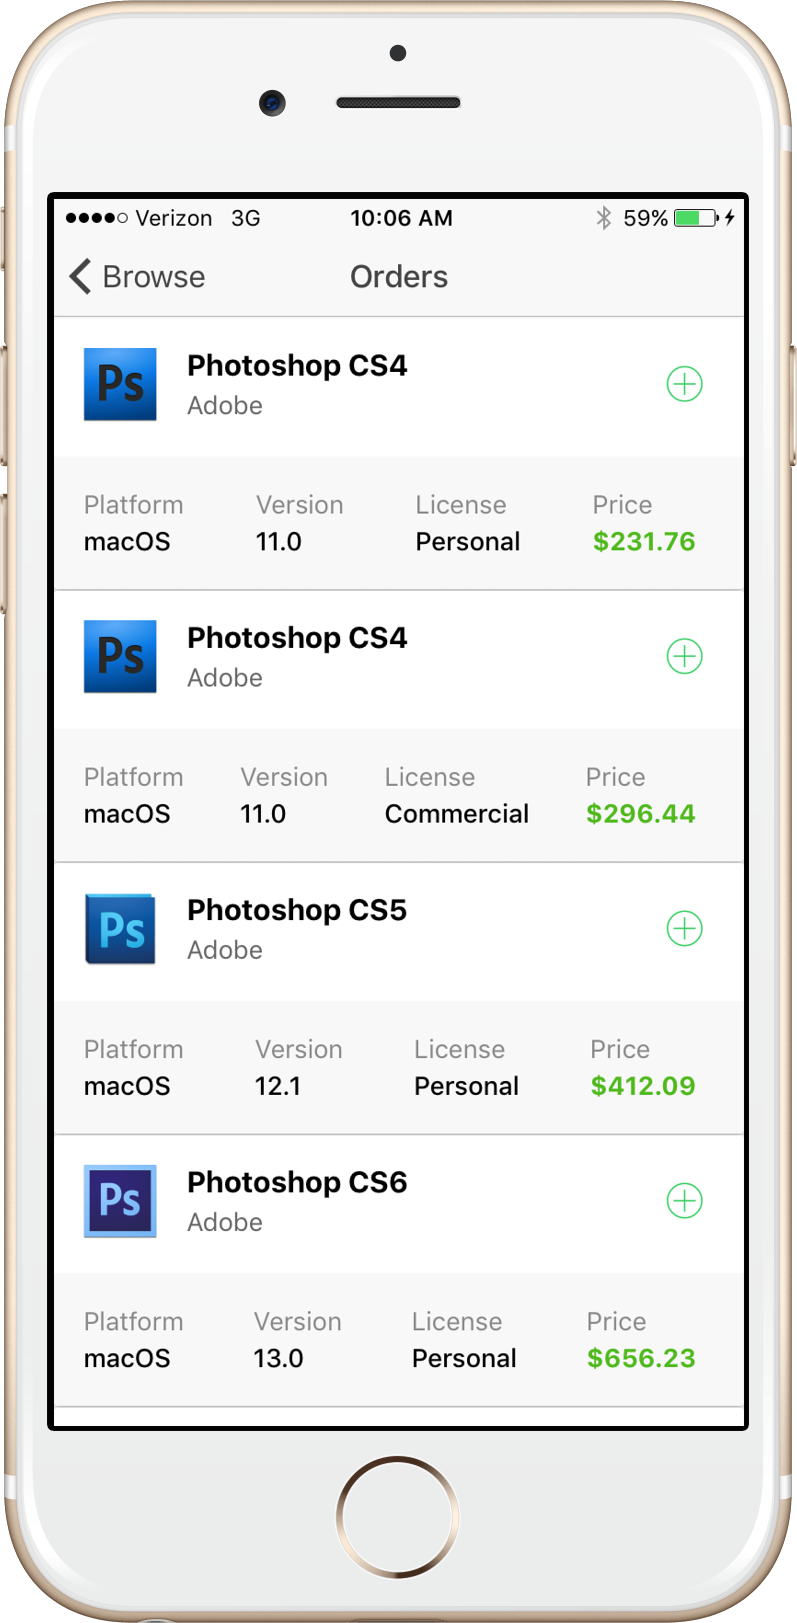 Verizon 3G 10:06 AM 59%
Browse Orders
Ps Photoshop CS4
Adobe
Platform Version License Price
macOS 11.0 Personal $231.76
Ps Photoshop CS4
Adobe
Platform Version License Price
macOS 11.0 Commercial $296.44
Ps Photoshop CS5
Adobe
Platform Version License Price
macOS 12.1 Personal $412.09
Ps Photoshop CS6
Adobe
Platform Version License Price
macOS 13.0 Personal $656.23